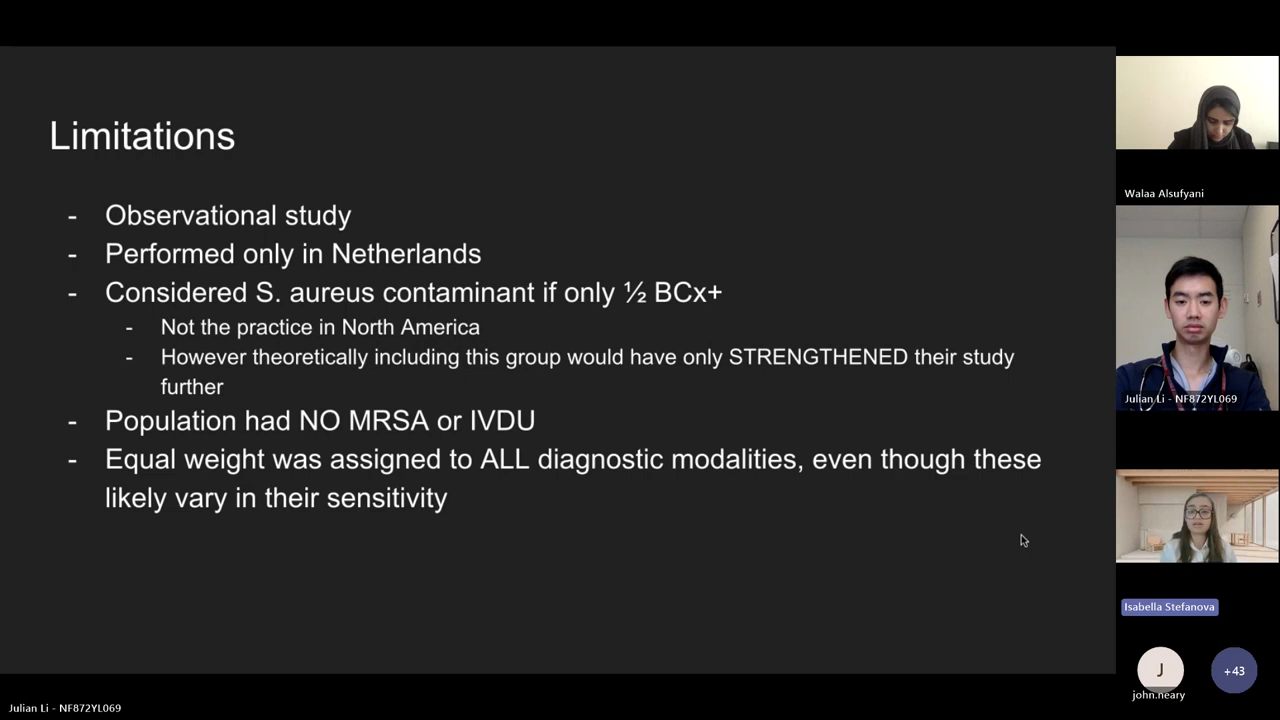 Limitations
- Observational study
- Performed only in Netherlands
- Considered S. aureus contaminant if only ½ BCx+
- Not the practice in North America
- However theoretically including this group would have only STRENGTHENED their study
further
- Population had NO MRSA or IVDU
- Equal weight was assigned to ALL diagnostic modalities, even though these
likely vary in their sensitivity
Walaa Alsufyani
Julian Li - NF872YL069
Isabella Stefanova
J
+43
john.neary
Julian Li - NF872YL069